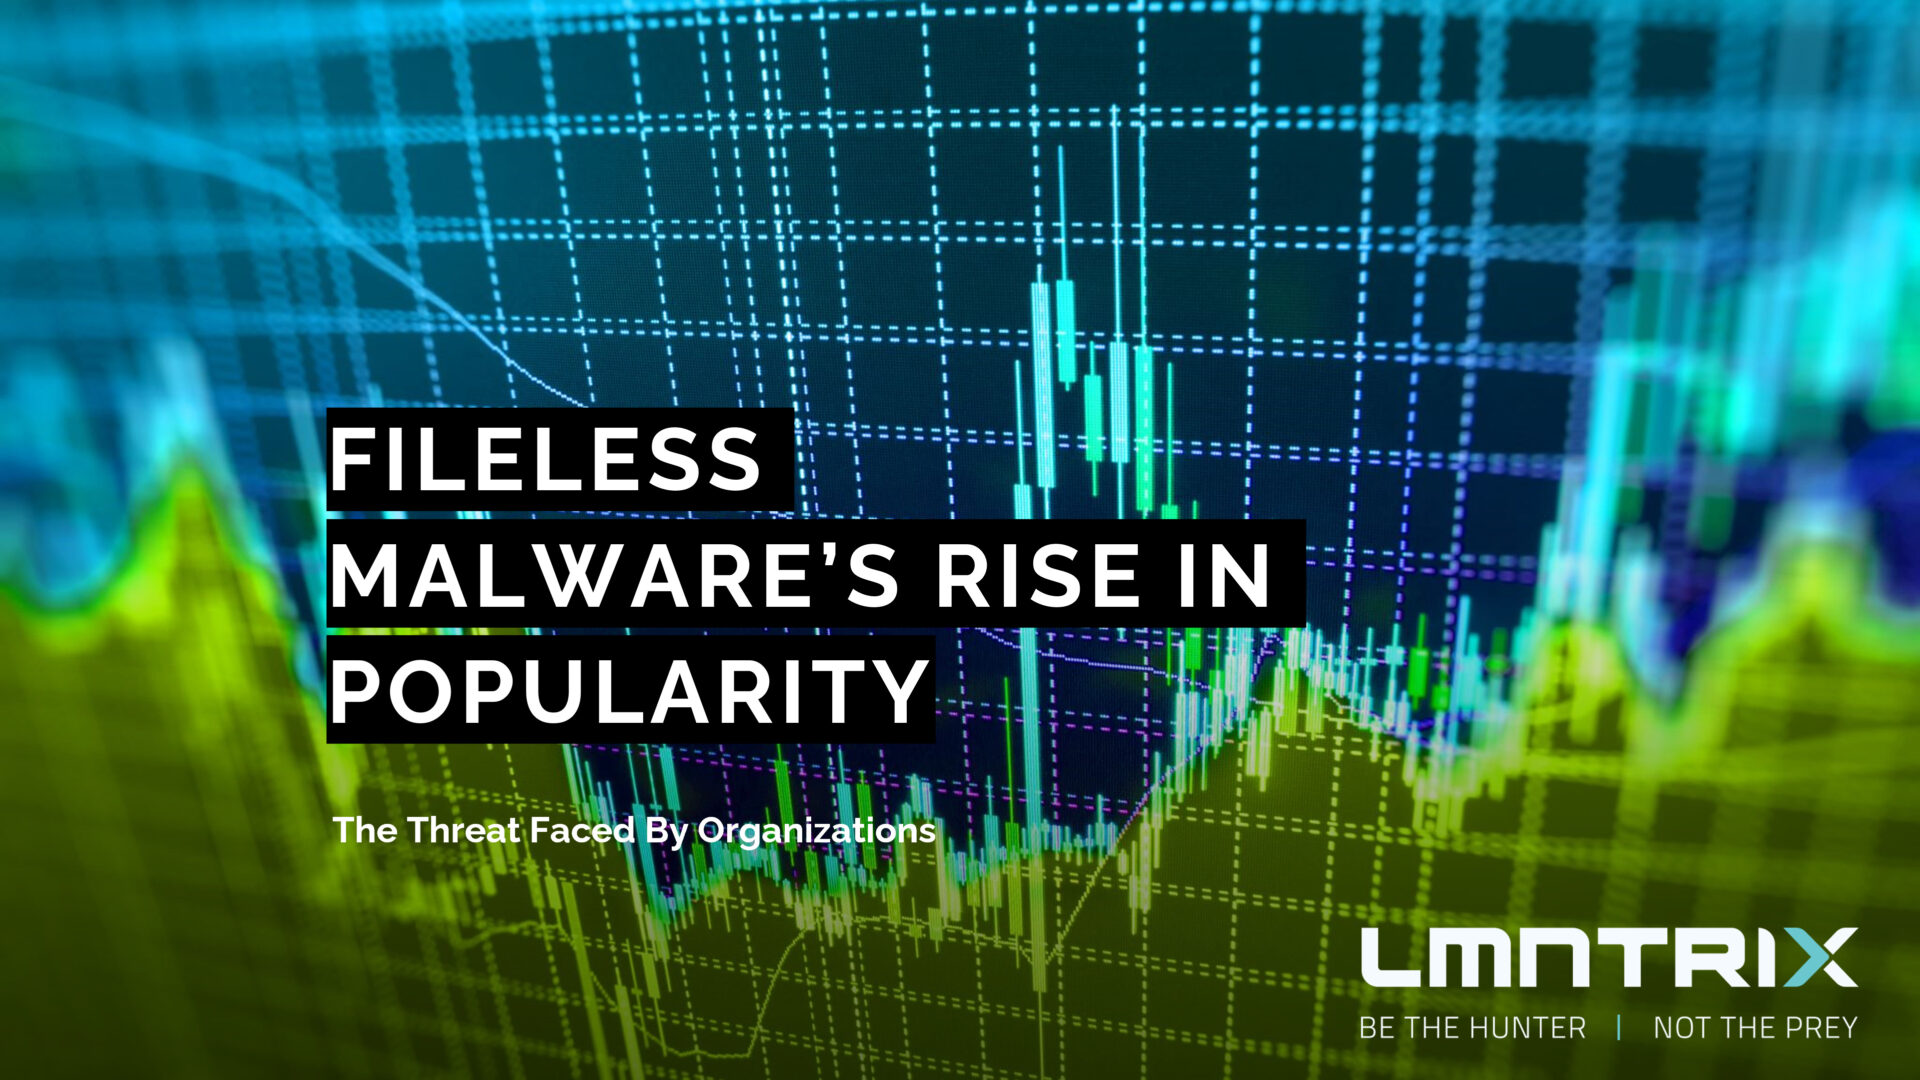 FILELESS
MALWARE’S RISE IN
POPULARITY
The Threat Faced By Organizations
LMNTRIX
BE THE HUNTER | NOT THE PREY